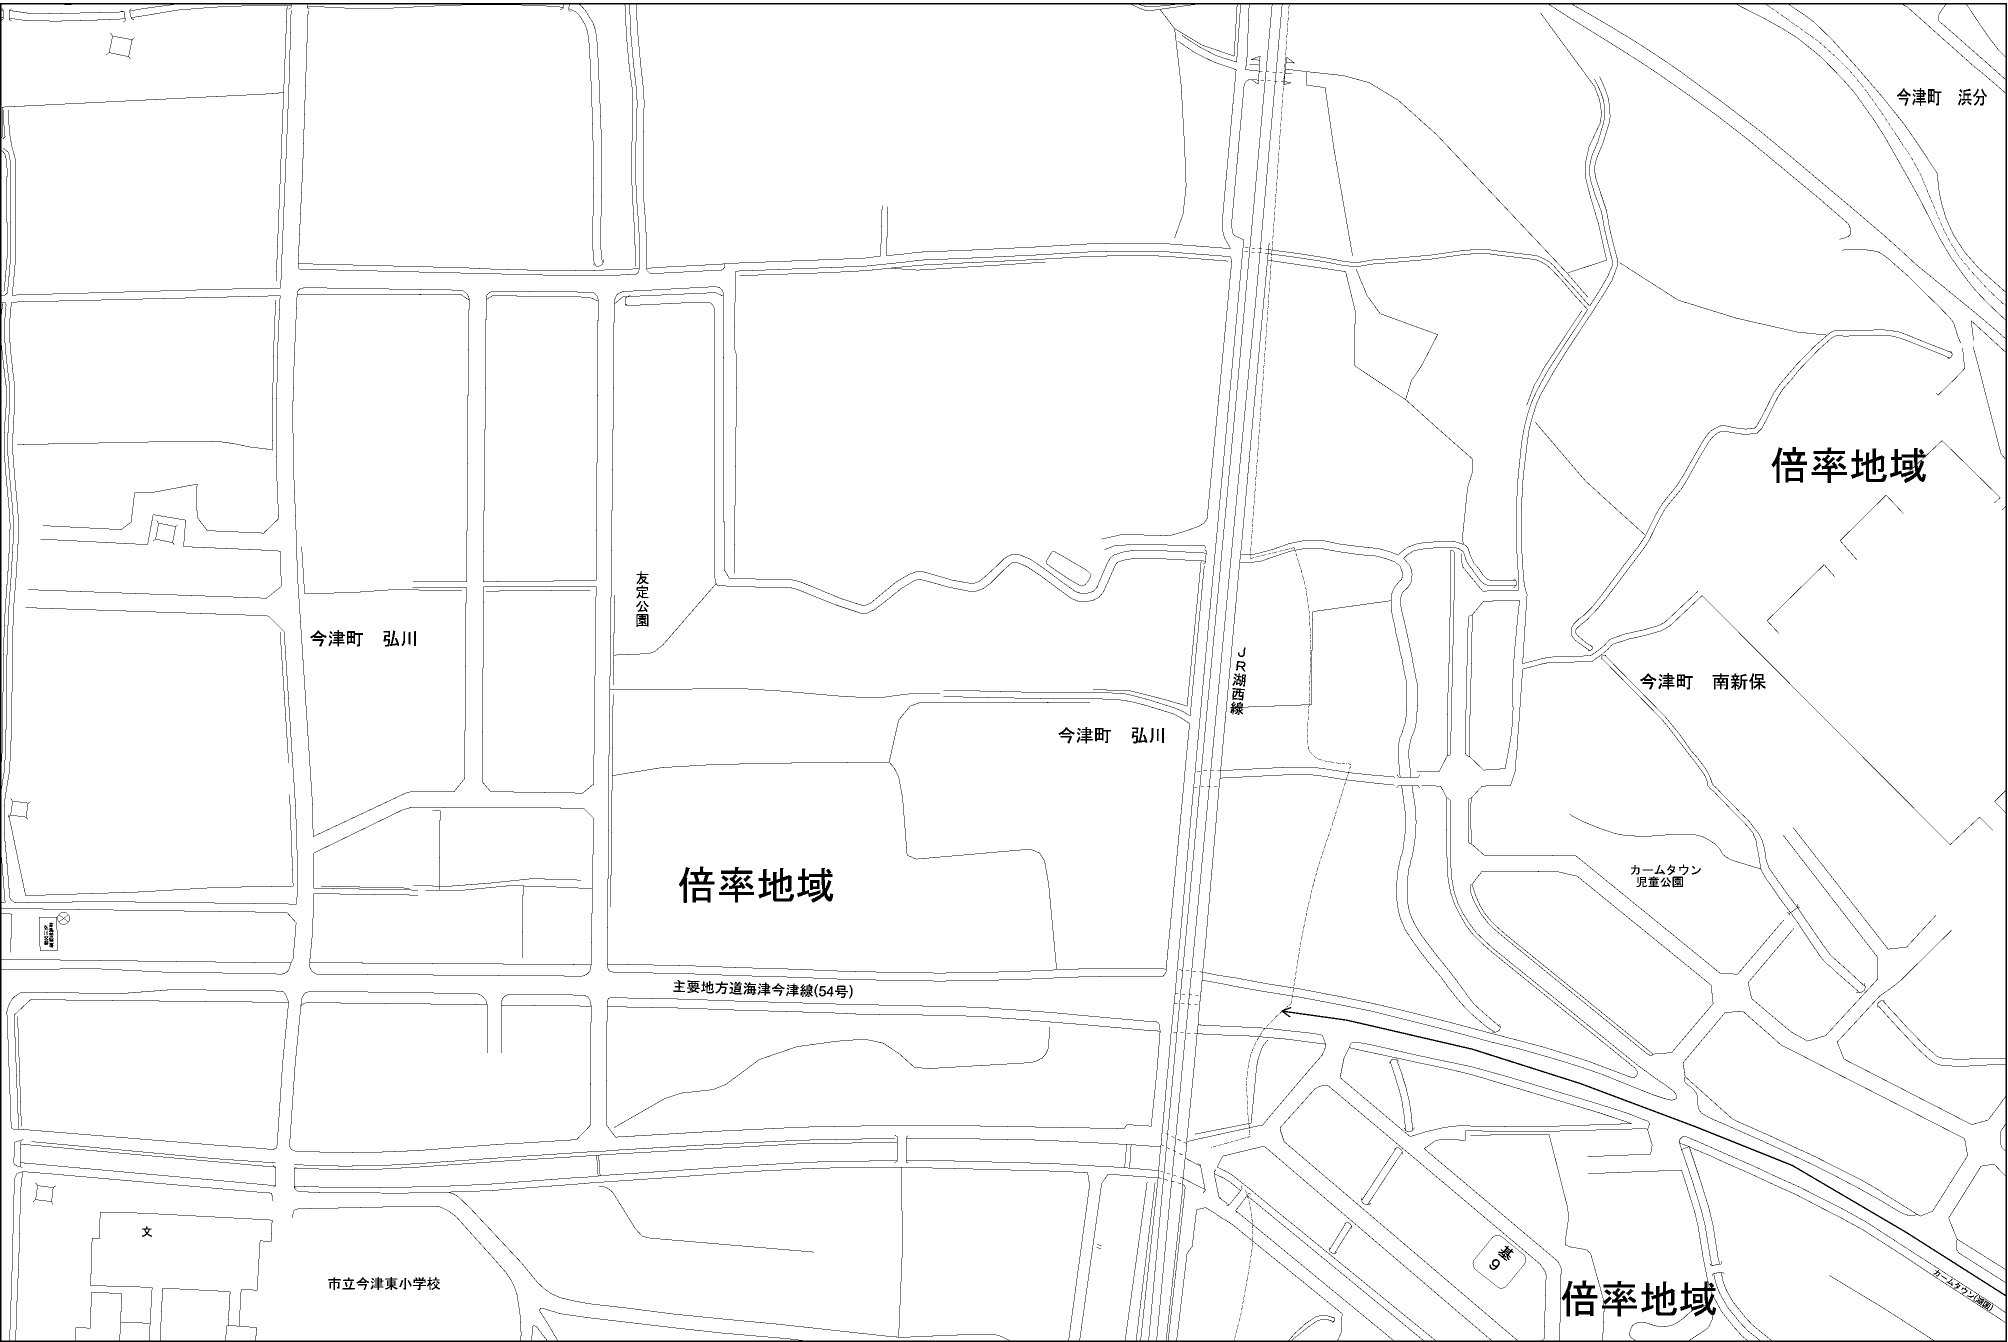 今津町　浜分
倍率地域
友定公園
今津町　弘川
JR湖西線
今津町　南新保
今津町　弘川
カームタウン
児童公園
倍率地域
主要地方道海津今津線(54号)
文
基
9
市立今津東小学校
倍率地域